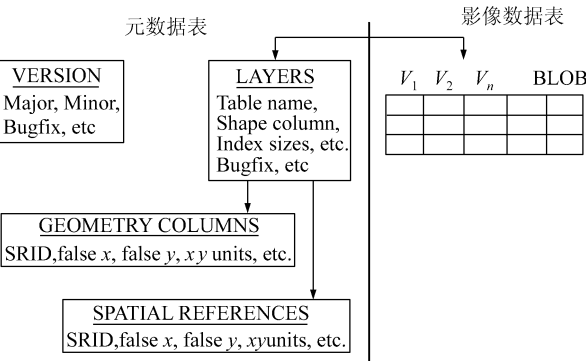 元数据表
影像数据表
VERSION
Major, Minor,
Bugfix, etc
LAYERS
Table name,
Shape column,
Index sizes, etc.
Bugfix, etc
V1 V2 Vn BLOB
GEOMETRY COLUMNS
SRID,false x, false y, x y units, etc.
SPATIAL REFERENCES
SRID,false x, false y, xyunits, etc.